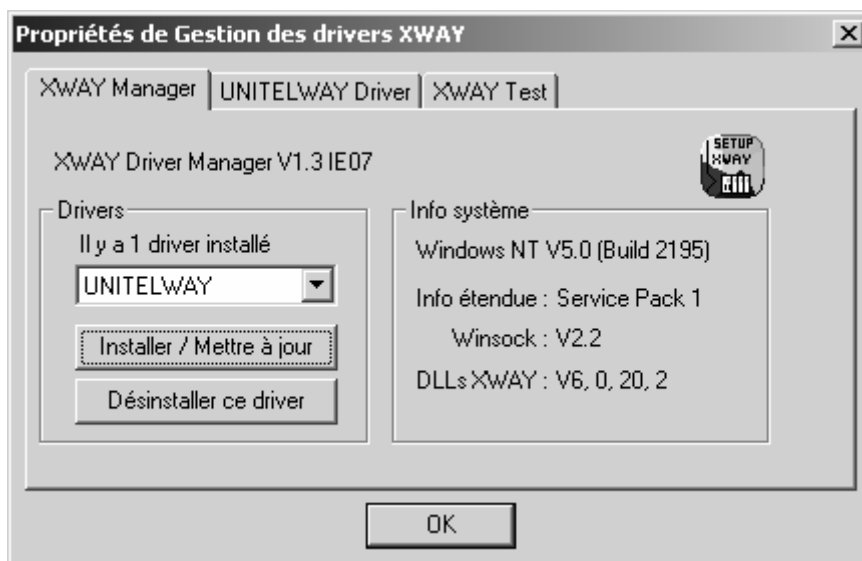 Propriétés de Gestion des drivers XWAY
XWAY Manager
UNITELWAY Driver
XWAY Test
XWAY Driver Manager V1.3 IE07
SETUP
XWAY
Drivers
Il y a 1 driver installé
UNITELWAY
Installer / Mettre à jour
Désinstaller ce driver
Info système
Windows NT V5.0 (Build 2195)
Info étendue : Service Pack 1
Winsock : V2.2
DLLs XWAY : V6, 0, 20, 2
OK